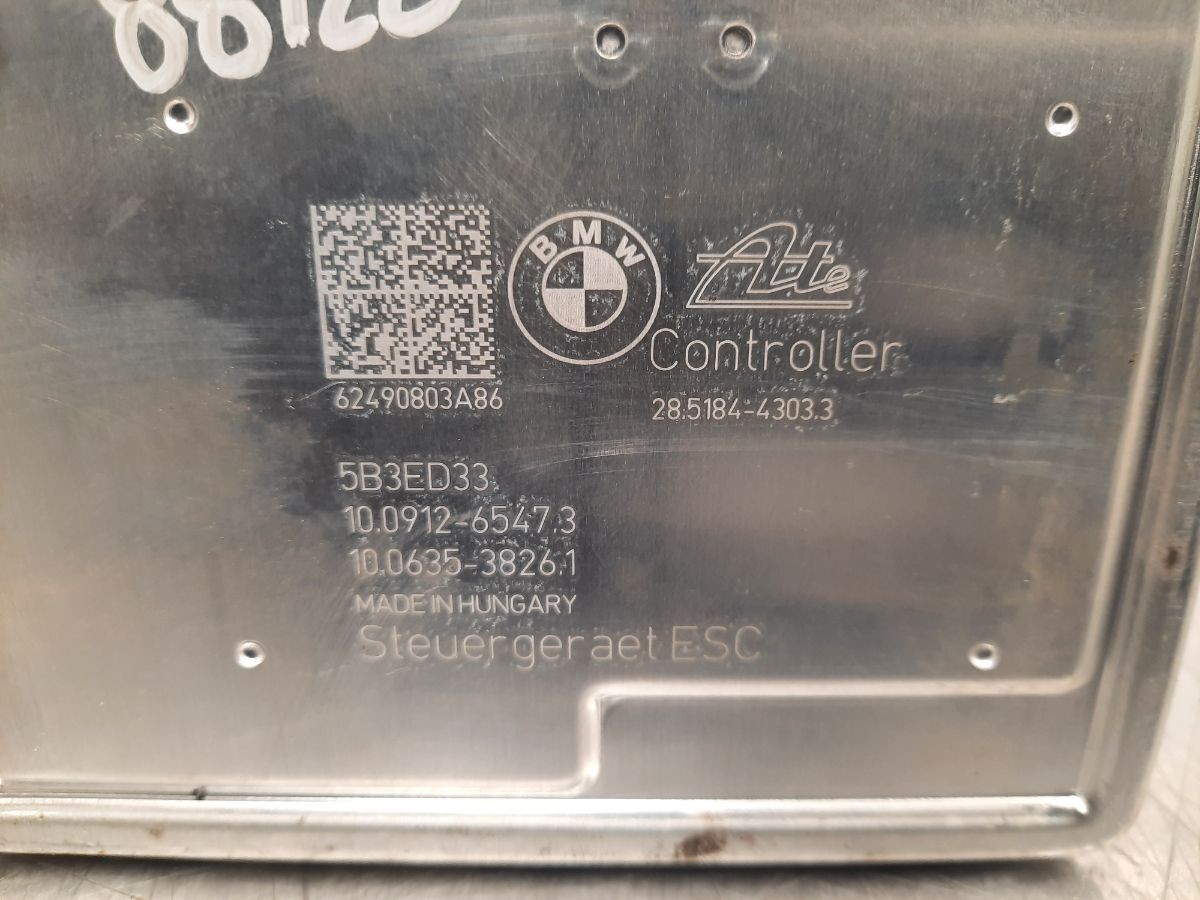 BMW
Ate
Controller
62490803A86
28.5184-4303.3
5B3ED33
10.0912-6547.3
10.0635-3826.1
MADE IN HUNGARY
Steuergeraet ESC